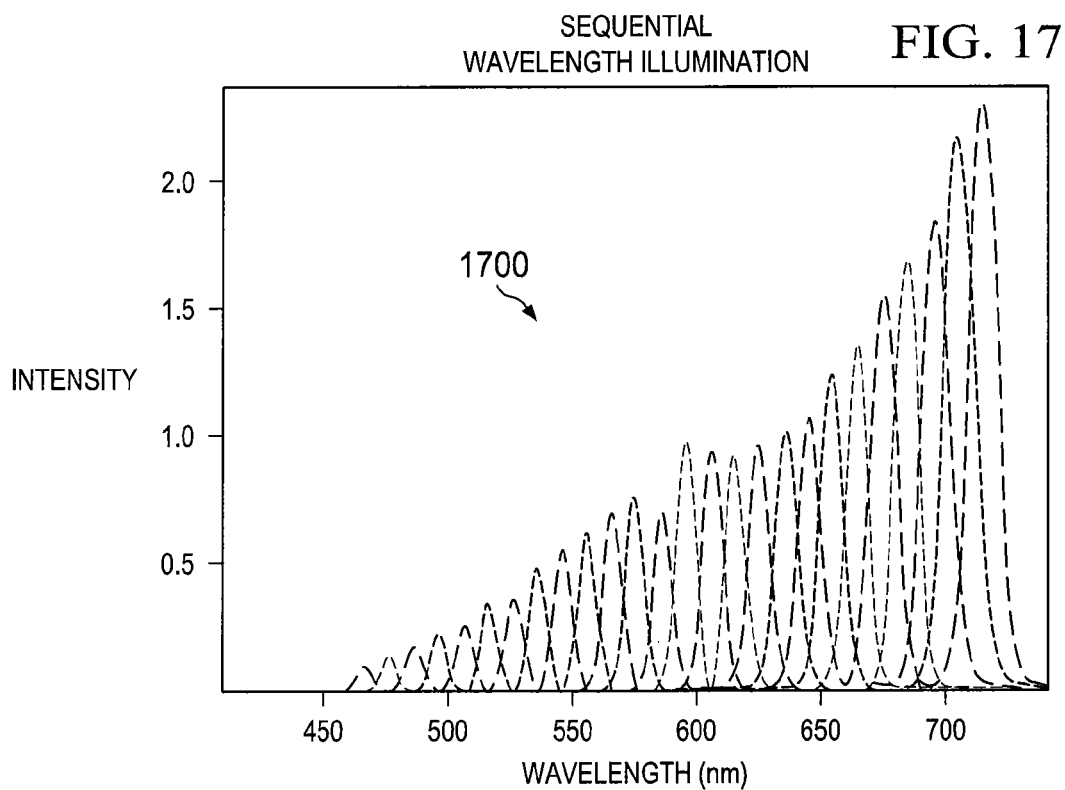 SEQUENTIAL
WAVELENGTH ILLUMINATION
FIG. 17
2.0
1700
1.5
INTENSITY
1.0
0.5
450 500 550 600 650 700
WAVELENGTH (nm)